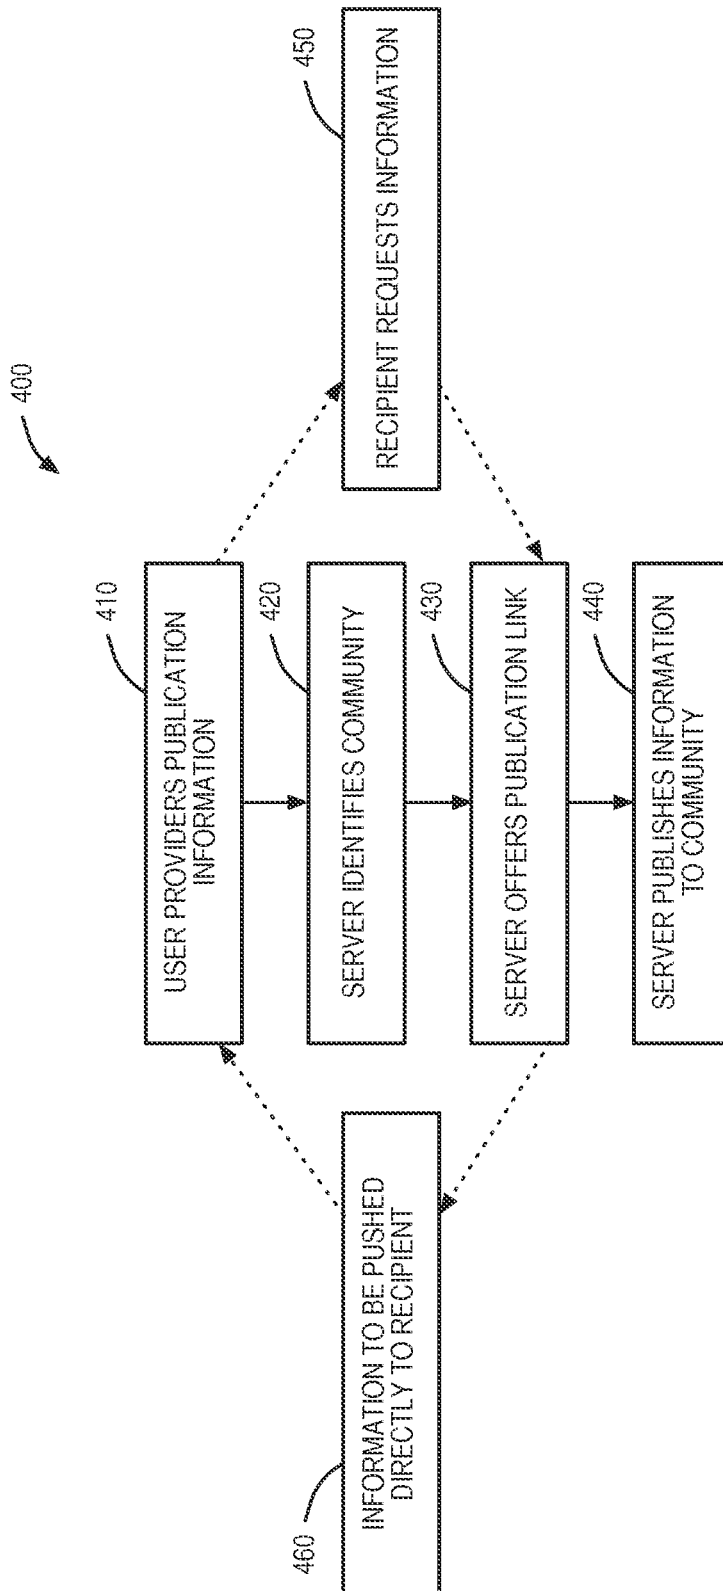 400
410
USER PROVIDERS PUBLICATION
INFORMATION
420
SERVER IDENTIFIES COMMUNITY
430
SERVER OFFERS PUBLICATION LINK
440
SERVER PUBLISHES INFORMATION
TO COMMUNITY
450
RECIPIENT REQUESTS INFORMATION
460
INFORMATION TO BE PUSHED
DIRECTLY TO RECIPIENT